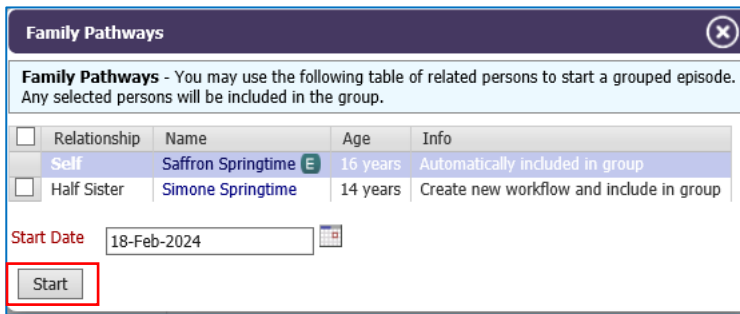 Family Pathways
Family Pathways - You may use the following table of related persons to start a grouped episode.
Any selected persons will be included in the group.
Relationship Name Age Info
Self Saffron Springtime E 16 years Automatically included in group
Half Sister Simone Springtime 14 years Create new workflow and include in group
Start Date 18-Feb-2024
Start